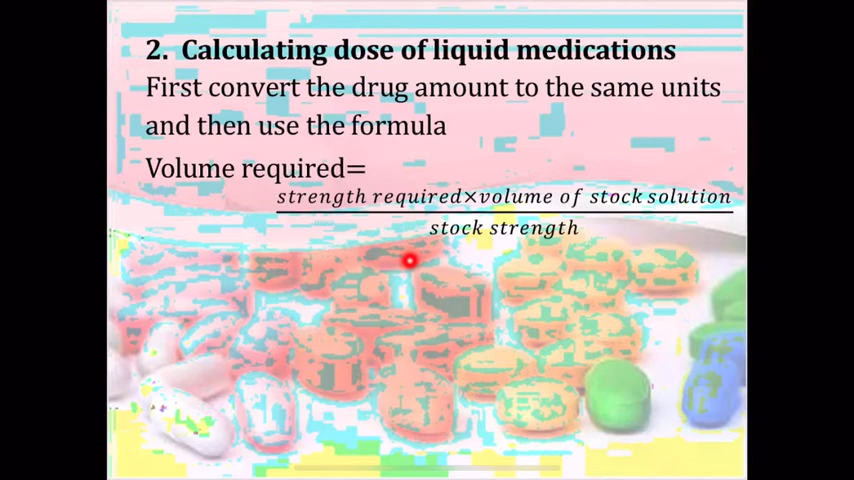 2. Calculating dose of liquid medications
First convert the drug amount to the same units
and then use the formula
Volume required=
strength required×volume of stock solution
stock strength